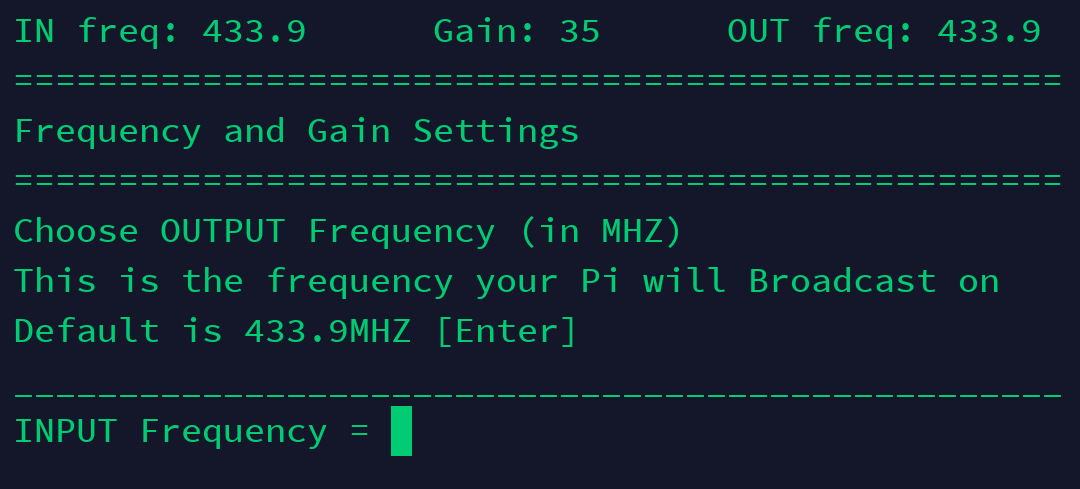 IN freq: 433.9      Gain: 35      OUT freq: 433.9
==================================================
Frequency and Gain Settings
==================================================
Choose OUTPUT Frequency (in MHZ)
This is the frequency your Pi will Broadcast on
Default is 433.9MHZ [Enter]
__________________________________________________
INPUT Frequency =